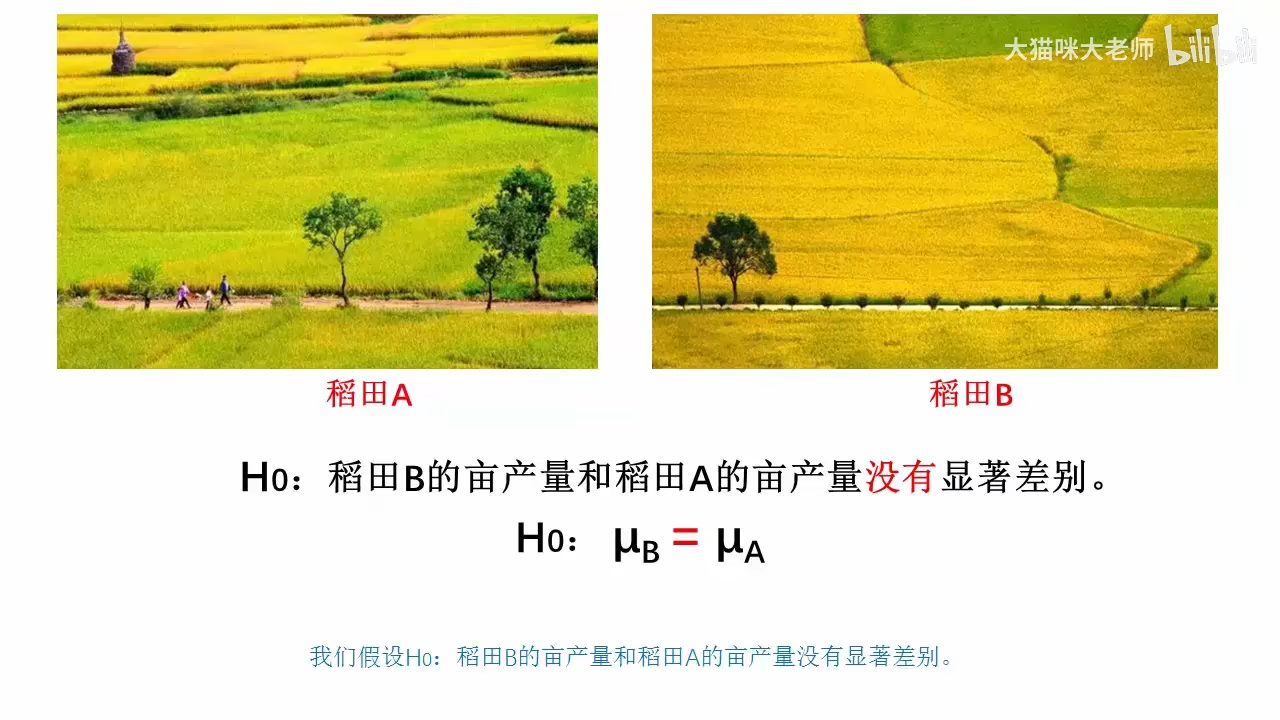 大猫咪大老师 bilibili
稻田A
稻田B
H0：稻田B的亩产量和稻田A的亩产量没有显著差别。
H0： μB = μA
我们假设H0：稻田B的亩产量和稻田A的亩产量没有显著差别。